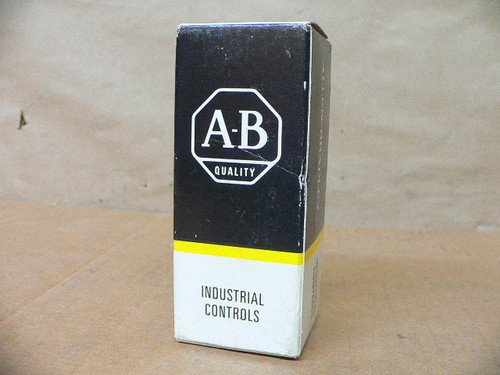 A-B
QUALITY
INDUSTRIAL
CONTROLS